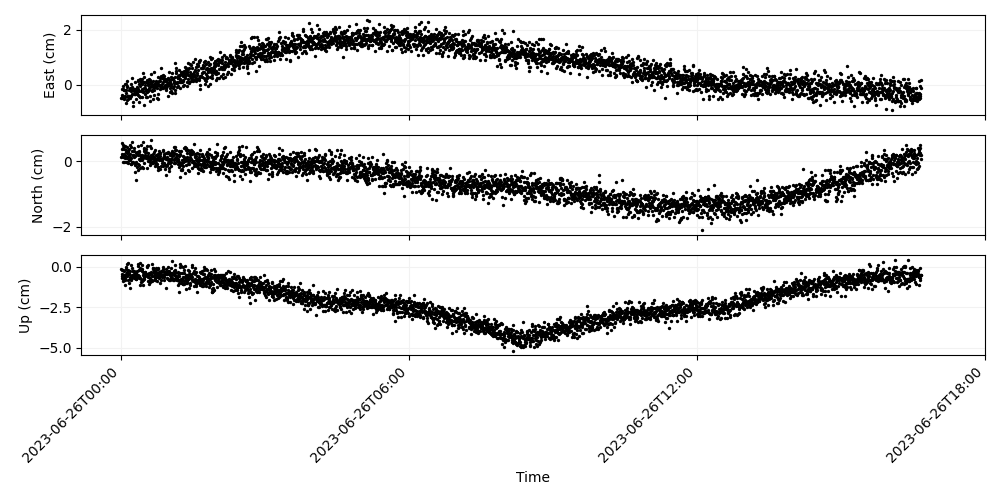 East (cm)
2
0
North (cm)
0
−2
Up (cm)
0.0
−2.5
−5.0
2023-06-26T00:00
2023-06-26T06:00
2023-06-26T12:00
2023-06-26T18:00
Time